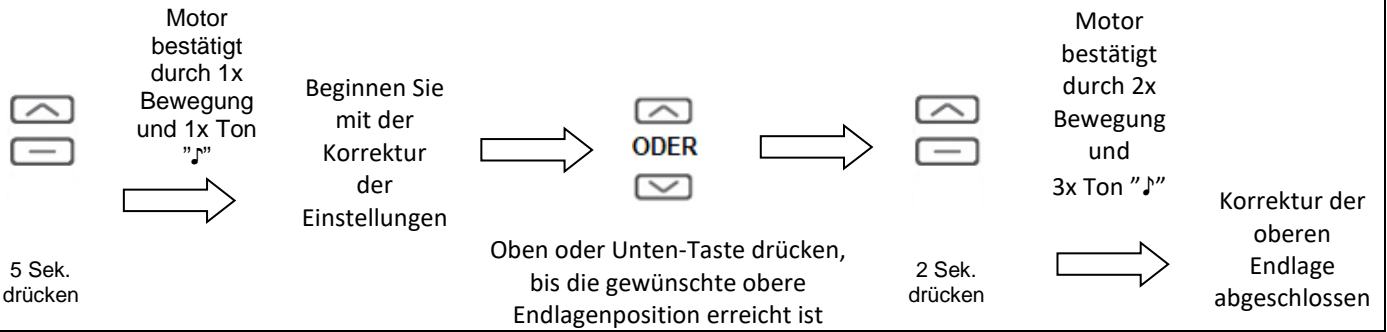 5 Sek.
drücken
Motor
bestätigt
durch 1x
Bewegung
und 1x Ton
”♪”
Beginnen Sie
mit der
Korrektur
der
Einstellungen
ODER
Oben oder Unten-Taste drücken,
bis die gewünschte obere
Endlagenposition erreicht ist
2 Sek.
drücken
Motor
bestätigt
durch 2x
Bewegung
und
3x Ton ”♪”
Korrektur der
oberen
Endlage
abgeschlossen